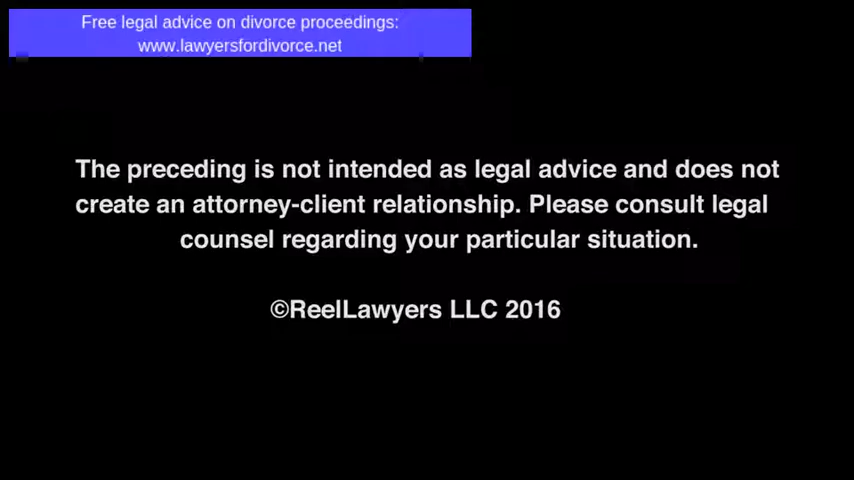 Free legal advice on divorce proceedings:
www.lawyersfordivorce.net
The preceding is not intended as legal advice and does not
create an attorney-client relationship. Please consult legal
counsel regarding your particular situation.
©ReelLawyers LLC 2016